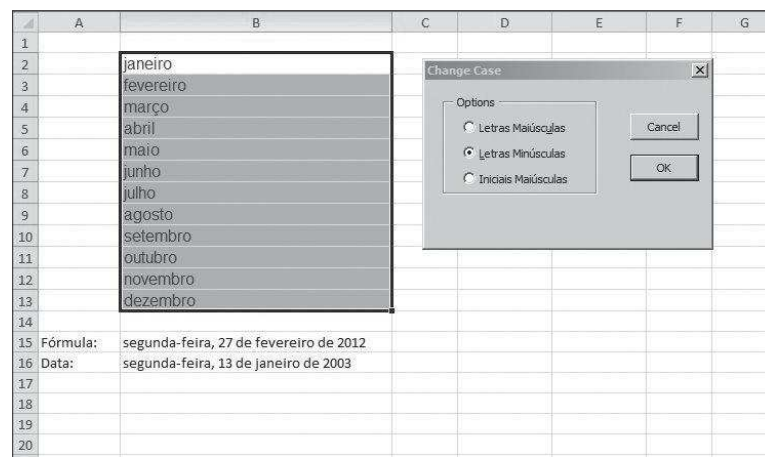 A B C D E F G
1
2 janeiro
3 fevereiro
4 março
5 abril
6 maio
7 junho
8 julho
9 agosto
10 setembro
11 outubro
12 novembro
13 dezembro
14
15 Fórmula: segunda-feira, 27 de fevereiro de 2012
16 Data: segunda-feira, 13 de janeiro de 2003
17
18
19
20
Change Case
Options
Letras Maiúsculas
Letras Minúsculas
Iniciais Maiúsculas
Cancel
OK